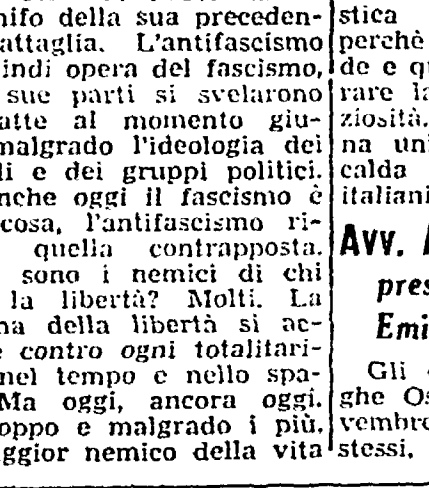 nifo della sua preceden-
attaglia. L'antifascismo
indi opera del fascismo,
sue parti si svelarono
atte al momento giu-
malgrado l'ideologia dei
li e dei gruppi politici.
nche oggi il fascismo è
cosa, l'antifascismo ri-
quella contrapposta.
sono i nemici di chi
la libertà? Molti. La
na della libertà si ac-
e contro ogni totalitari-
nel tempo e nello spa-
Ma oggi, ancora oggi.
oppo e malgrado i più.
ggior nemico della vita
stica
perchè
de e qu
rare la
ziosità.
na uni
calda
italiani
Avv.
pres
Emi
Gli
ghe Os
vembre
stessi.